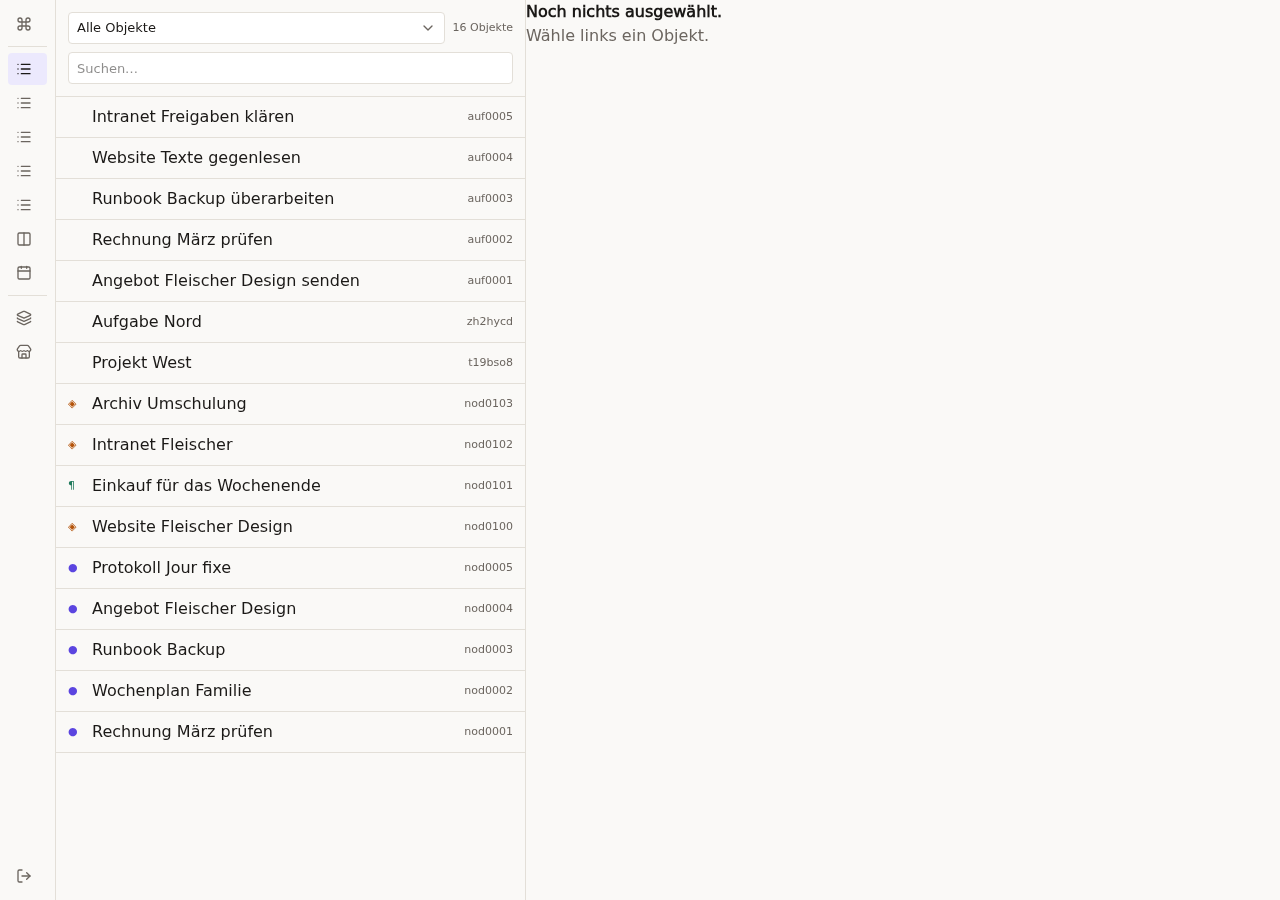 Alle Objekte
16 Objekte
Suchen...
Intranet Freigaben klären auf0005
Website Texte gegenlesen auf0004
Runbook Backup überarbeiten auf0003
Rechnung März prüfen auf0002
Angebot Fleischer Design senden auf0001
Aufgabe Nord zh2hycd
Projekt West t19bso8
Archiv Umschulung nod0103
Intranet Fleischer nod0102
¶ Einkauf für das Wochenende nod0101
Website Fleischer Design nod0100
Protokoll Jour fixe nod0005
Angebot Fleischer Design nod0004
Runbook Backup nod0003
Wochenplan Familie nod0002
Rechnung März prüfen nod0001
Noch nichts ausgewählt.
Wähle links ein Objekt.